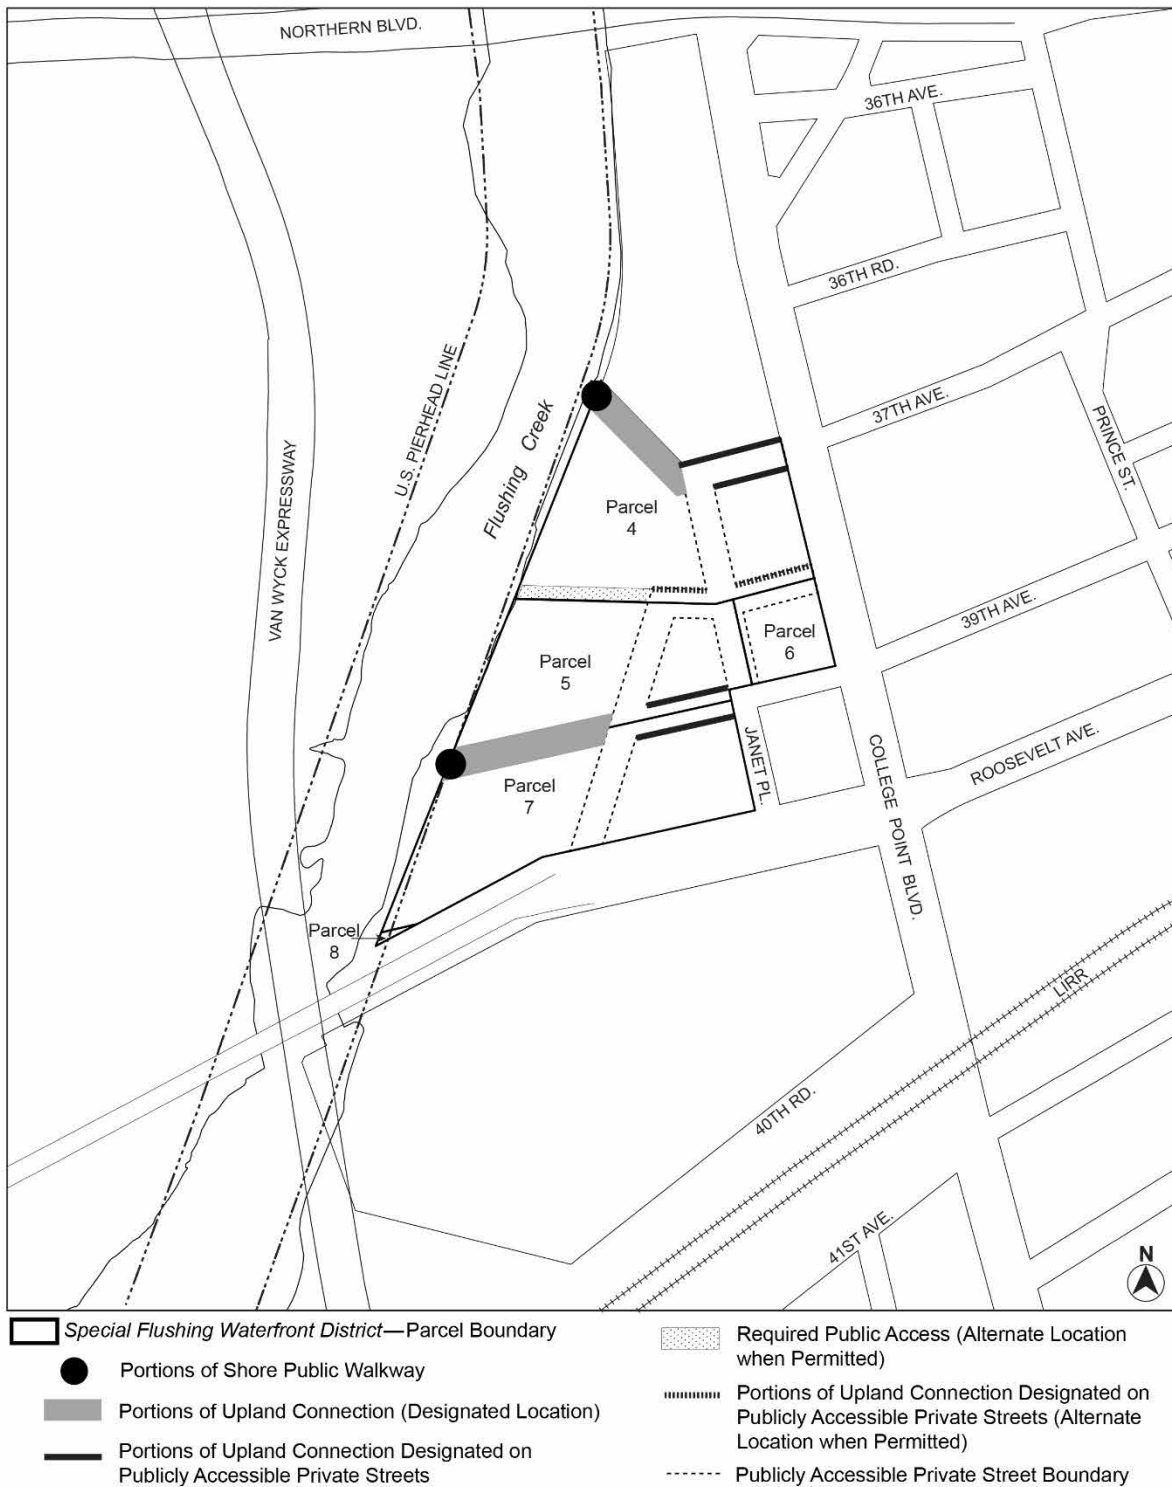 NORTHERN BLVD.
36TH AVE.
36TH RD.
U.S. PIERHEAD LINE
Flushing Creek
37TH AVE.
PRINCE ST.
VAN WYCK EXPRESSWAY
Parcel
4
39TH AVE.
Parcel
5
Parcel
6
JANET PL.
COLLEGE POINT BLVD.
ROOSEVELT AVE.
Parcel
7
Parcel
8
LIRR
40TH RD.
41ST AVE.
N
Special Flushing Waterfront District—Parcel Boundary
Portions of Shore Public Walkway
Portions of Upland Connection (Designated Location)
Portions of Upland Connection Designated on
Publicly Accessible Private Streets
Required Public Access (Alternate Location
when Permitted)
Portions of Upland Connection Designated on
Publicly Accessible Private Streets (Alternate
Location when Permitted)
Publicly Accessible Private Street Boundary